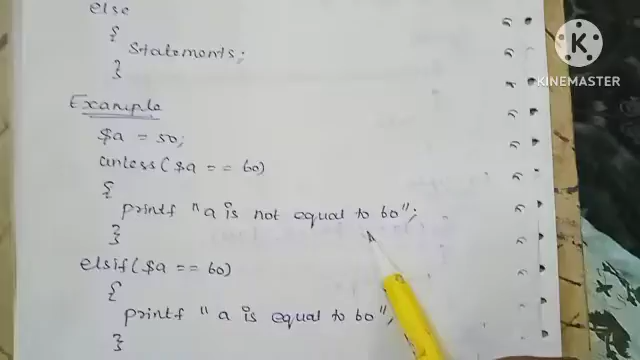 else
{
Statements;
}
Example
$a = 50;
unless($a == 60)
{
printf "a is not equal to 60";
}
elsif($a == 60)
{
printf "a is equal to 60";
}
K
KINEMASTER